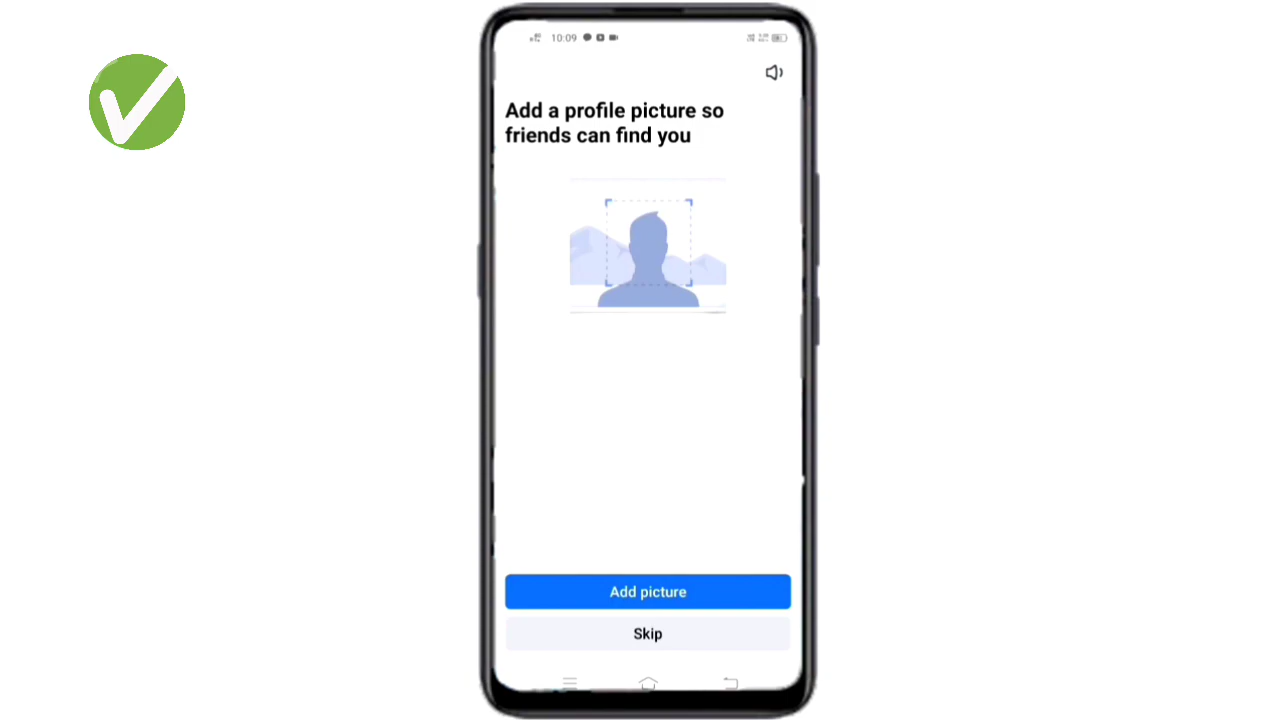 10:09
Add a profile picture so
friends can find you
Add picture
Skip